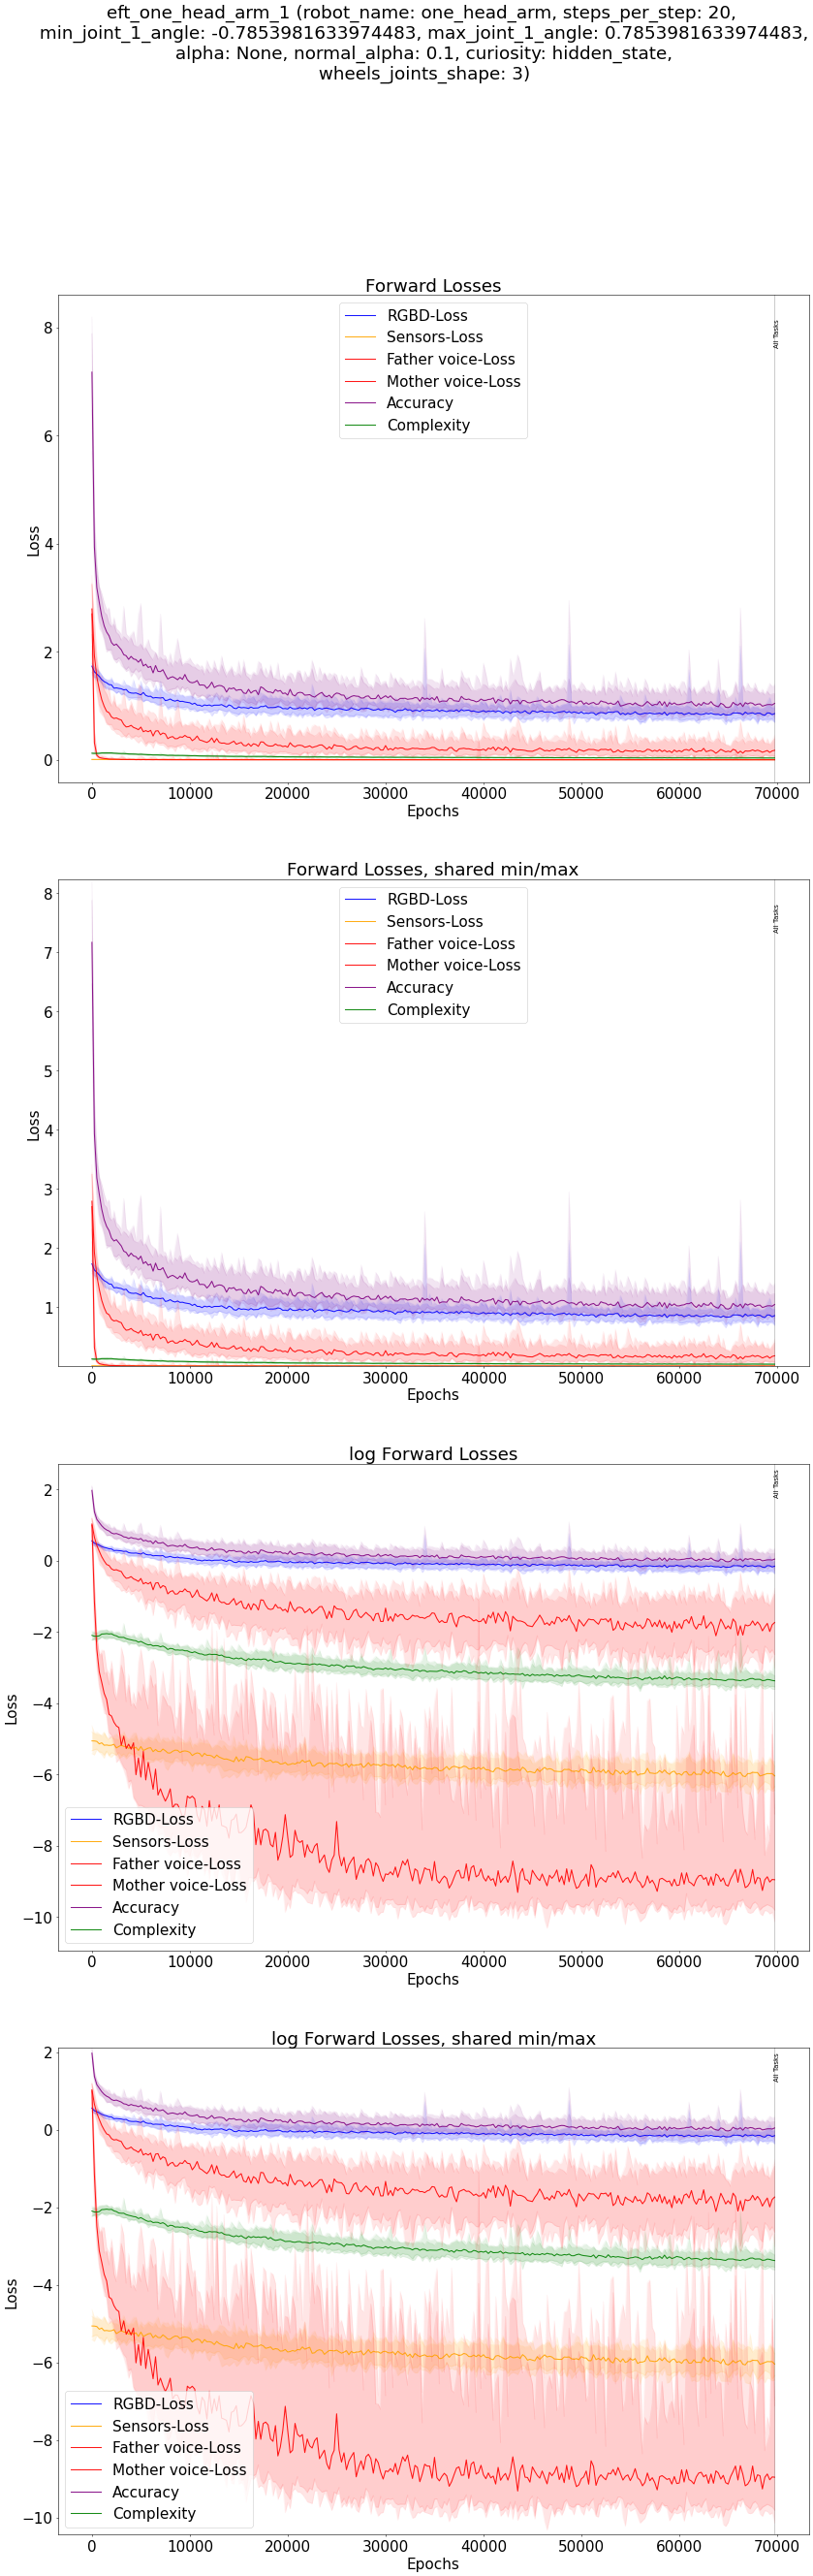 eft_one_head_arm_1 (robot_name: one_head_arm, steps_per_step: 20,
min_joint_1_angle: -0.7853981633974483, max_joint_1_angle: 0.7853981633974483,
alpha: None, normal_alpha: 0.1, curiosity: hidden_state,
wheels_joints_shape: 3)
Forward Losses
RGBD-Loss
Sensors-Loss
Father voice-Loss
Mother voice-Loss
Accuracy
Complexity
All Tasks
8
6
4
2
0
Loss
0 10000 20000 30000 40000 50000 60000 70000
Epochs
Forward Losses, shared min/max
RGBD-Loss
Sensors-Loss
Father voice-Loss
Mother voice-Loss
Accuracy
Complexity
All Tasks
8
7
6
5
4
3
2
1
Loss
0 10000 20000 30000 40000 50000 60000 70000
Epochs
log Forward Losses
All Tasks
2
0
−2
−4
−6
−8
−10
Loss
RGBD-Loss
Sensors-Loss
Father voice-Loss
Mother voice-Loss
Accuracy
Complexity
0 10000 20000 30000 40000 50000 60000 70000
Epochs
log Forward Losses, shared min/max
All Tasks
2
0
−2
−4
−6
−8
−10
Loss
RGBD-Loss
Sensors-Loss
Father voice-Loss
Mother voice-Loss
Accuracy
Complexity
0 10000 20000 30000 40000 50000 60000 70000
Epochs